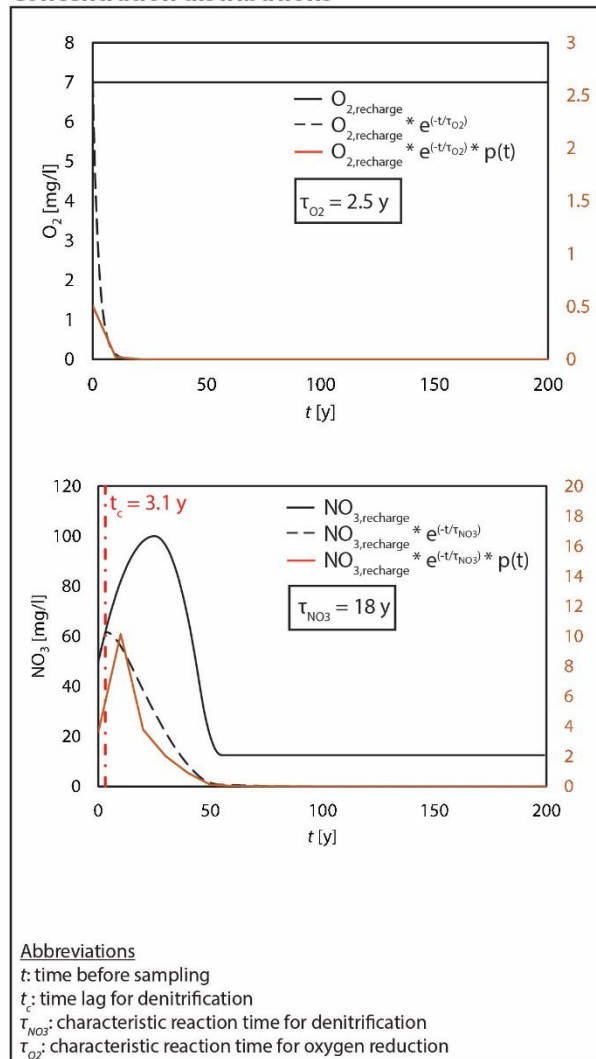 8
7
6
5
4
3
2
1
0
O2 [mg/l]
3
2.5
2
1.5
1
0.5
0
O2,recharge
O2,recharge * e(-t/τO2)
O2,recharge * e(-t/τO2) * p(t)
τO2 = 2.5 y
0 50 100 150 200
t [y]
120
100
80
60
40
20
0
NO3 [mg/l]
20
18
16
14
12
10
8
6
4
2
0
tc = 3.1 y
NO3,recharge
NO3,recharge * e(-t/τNO3)
NO3,recharge * e(-t/τNO3) * p(t)
τNO3 = 18 y
0 50 100 150 200
t [y]
Abbreviations
t: time before sampling
tc: time lag for denitrification
τNO3: characteristic reaction time for denitrification
τO2: characteristic reaction time for oxygen reduction